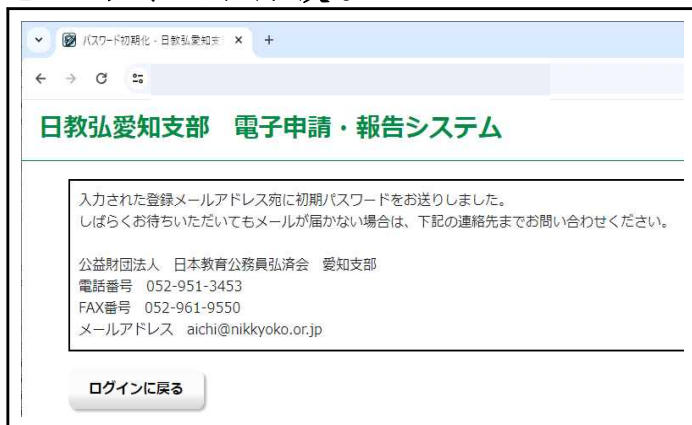 パスワード初期化 - 日教弘愛知支
日教弘愛知支部 電子申請・報告システム
入力された登録メールアドレス宛に初期パスワードをお送りしました。
しばらくお待ちいただいてもメールが届かない場合は、下記の連絡先までお問い合わせください。
公益財団法人 日本教育公務員弘済会 愛知支部
電話番号 052-951-3453
FAX番号 052-961-9550
メールアドレス aichi@nikkyoko.or.jp
ログインに戻る